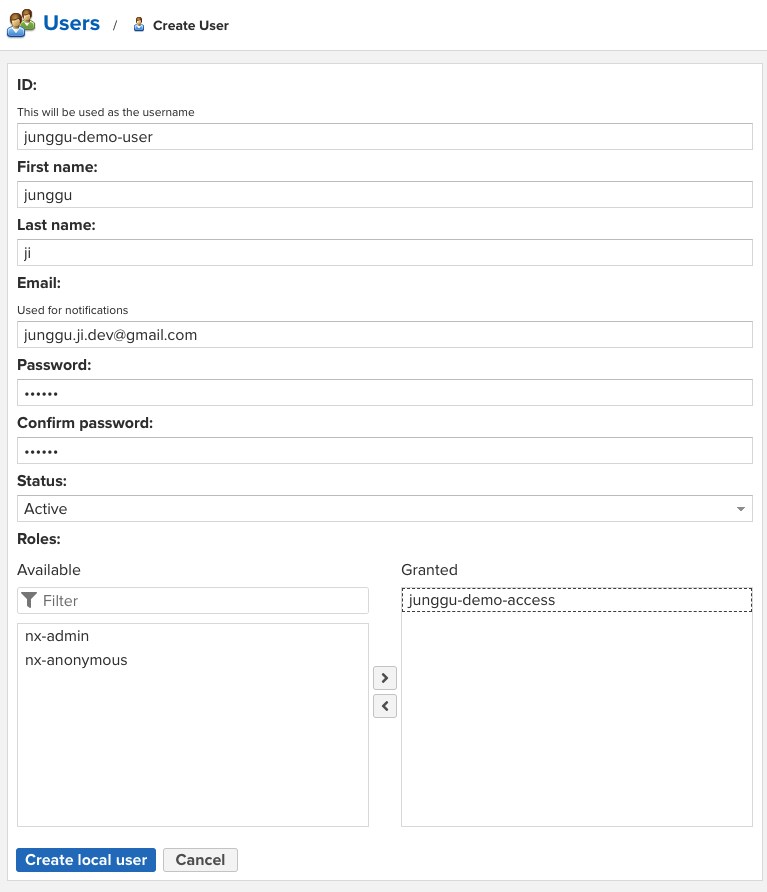 Users / Create User
ID:
This will be used as the username
junggu-demo-user
First name:
junggu
Last name:
ji
Email:
Used for notifications
junggu.ji.dev@gmail.com
Password:
••••••
Confirm password:
••••••
Status:
Active
Roles:
Available
Filter
nx-admin
nx-anonymous
Granted
junggu-demo-access
Create local user
Cancel